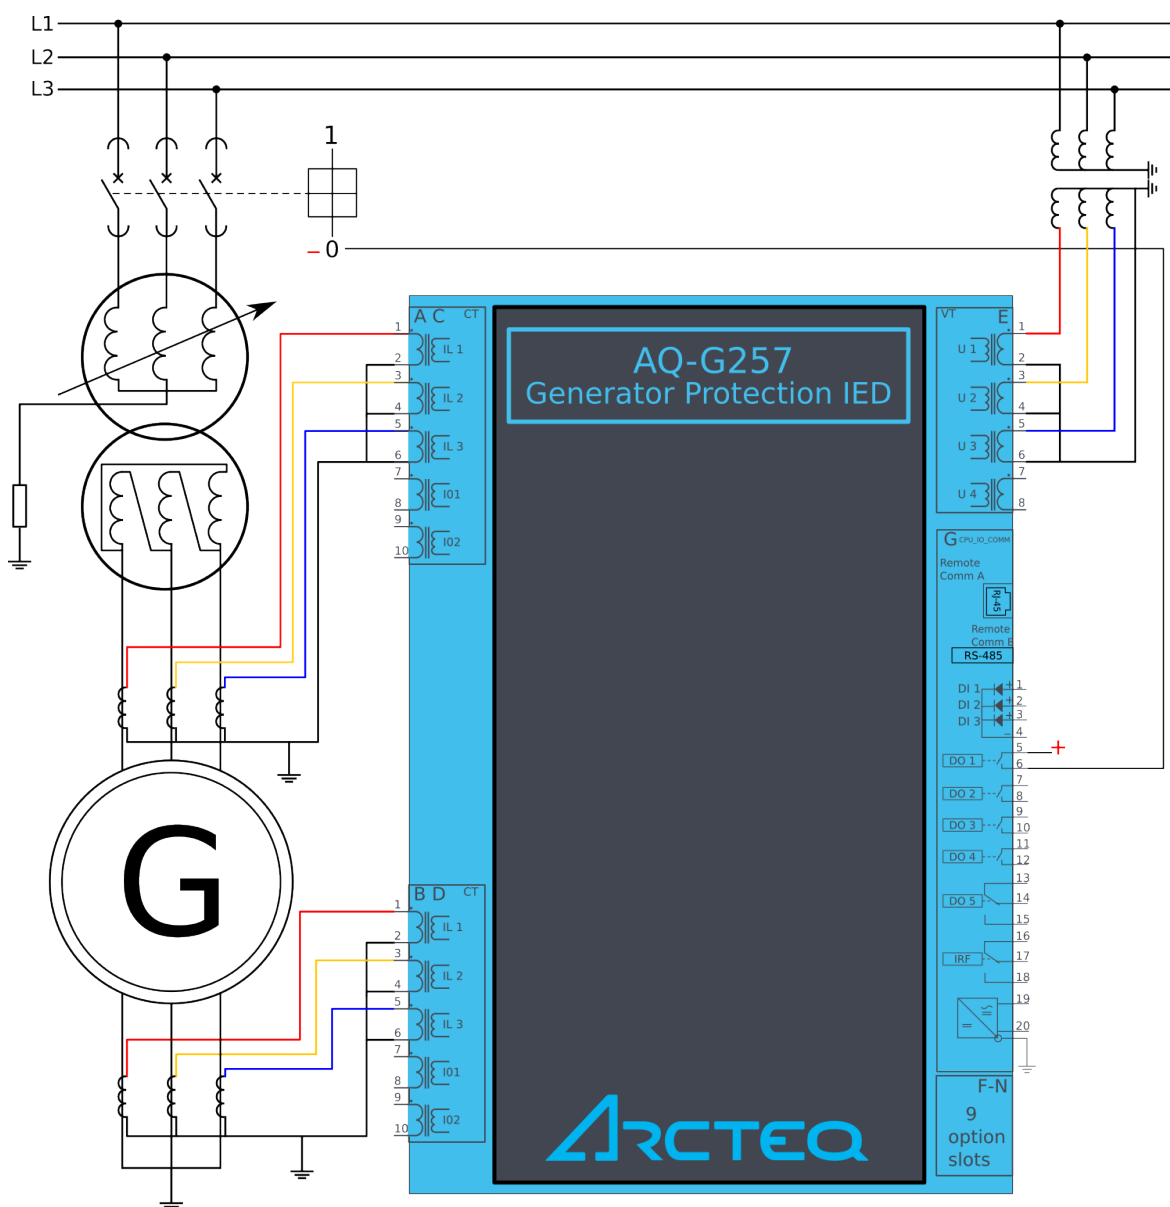 L1
L2
L3
1
− 0
A C CT
1
2
IL 1
3
4
IL 2
5
6
IL 3
7
8
I01
9
10
I02
AQ-G257
Generator Protection IED
VT E
1
U 1
2
3
U 2
4
5
U 3
6
7
U 4
8
G CPU_IO_COMM
Remote
Comm A
RJ-45
Remote
Comm B
RS-485
DI 1 + 1
DI 2 + 2
DI 3 + 3
− 4
5 +
DO 1 6
7
DO 2 8
9
DO 3 10
11
DO 4 12
13
DO 5 14
15
16
IRF 17
18
19
20
F-N
9
option
slots
G
B D CT
1
IL 1
2
3
IL 2
4
5
IL 3
6
7
I01
8
9
I02
10
ARCTEQ